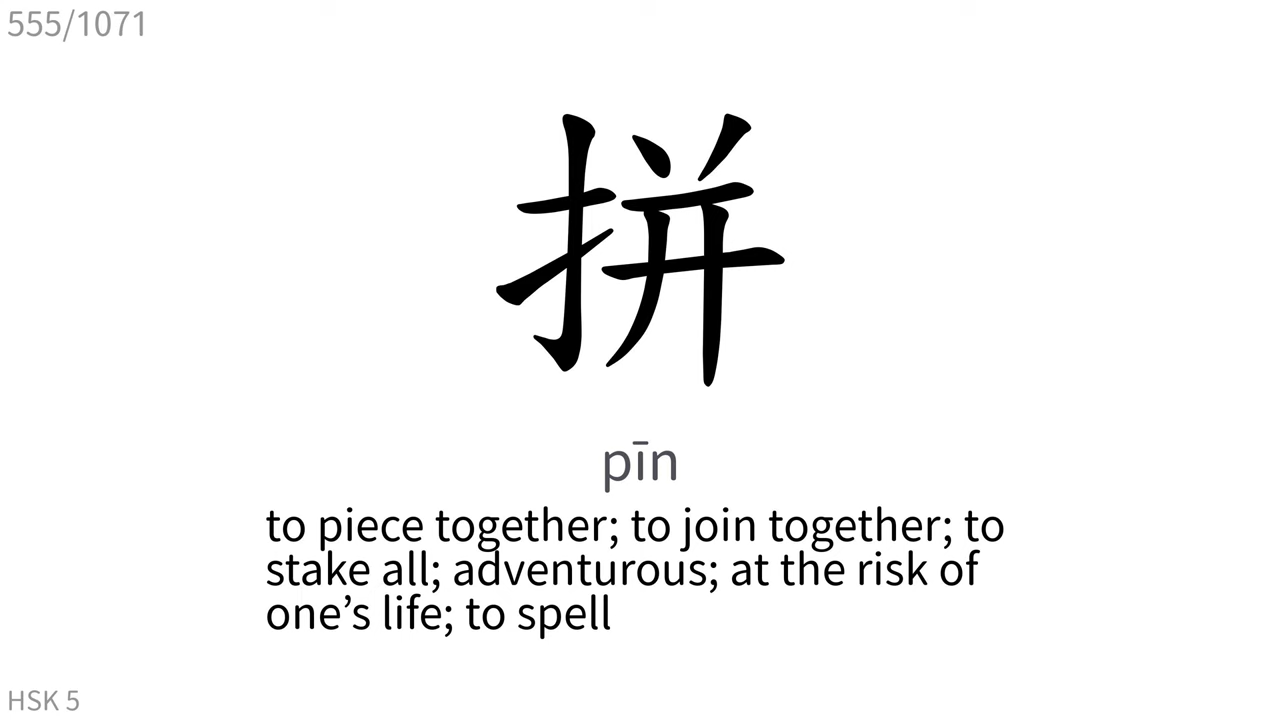 555/1071
拼
pīn
to piece together; to join together; to
stake all; adventurous; at the risk of
one’s life; to spell
HSK 5